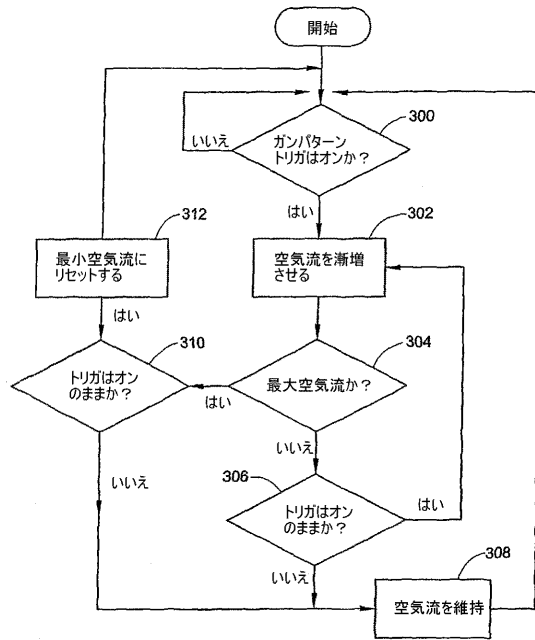 開始
300
ガンパターン
トリガはオンか？
いいえ
はい
312
最小空気流に
リセットする
302
空気流を漸増
させる
はい
310
トリガはオン
のままか？
304
最大空気流か？
はい
いいえ
306
トリガはオン
のままか？
はい
いいえ
いいえ
308
空気流を維持